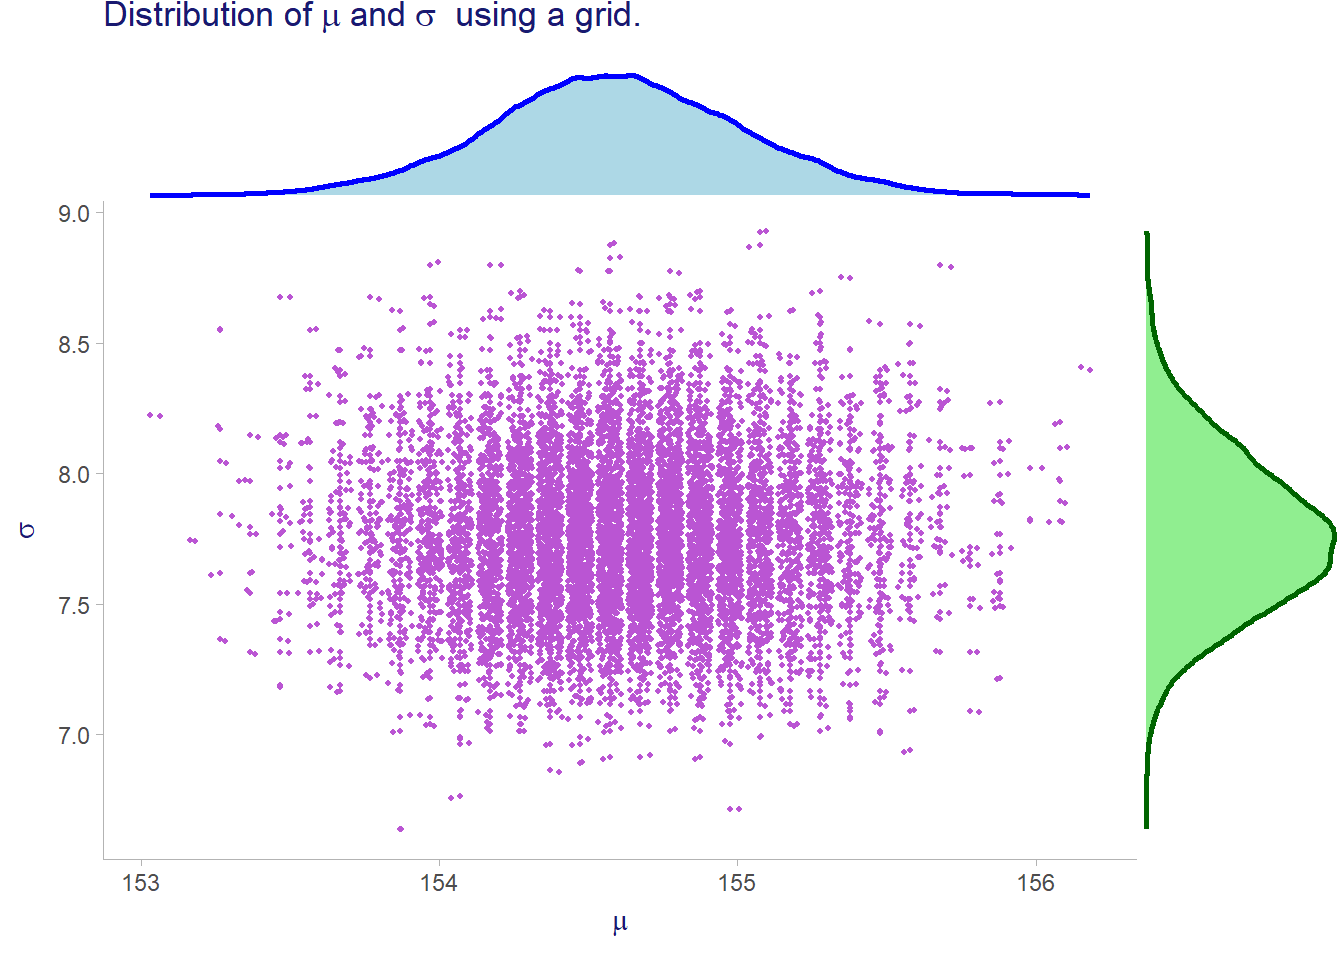 Distribution of μ and σ  using a grid.
9.0
8.5
8.0
7.5
7.0
σ
153 154 155 156
μ